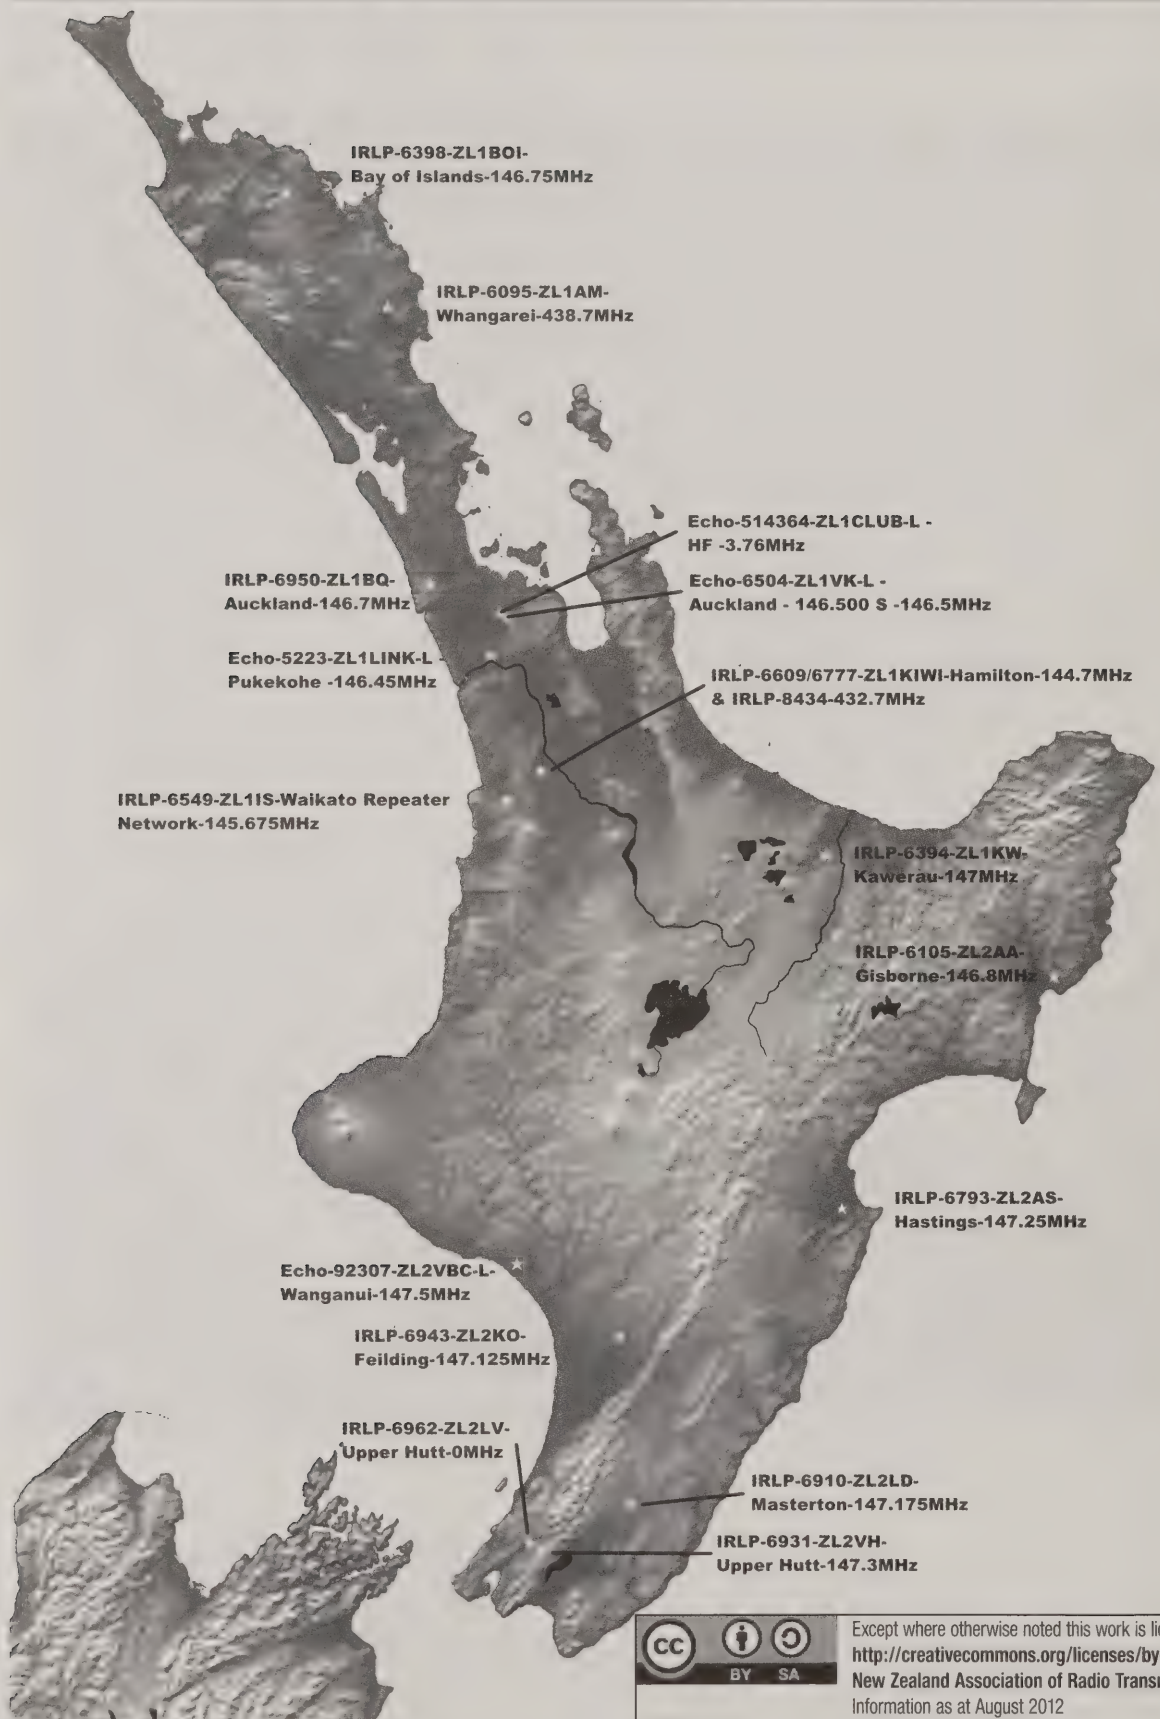 IRLP-6398-ZL1BOI-
Bay of Islands-146.75MHz
IRLP-6095-ZL1AM-
Whangarei-438.7MHz
Echo-514364-ZL1CLUB-L -
HF -3.76MHz
IRLP-6950-ZL1BQ-
Auckland-146.7MHz
Echo-6504-ZL1VK-L -
Auckland - 146.500 S -146.5MHz
Echo-5223-ZL1LINK-L -
Pukekohe -146.45MHz
IRLP-6609/6777-ZL1KIWI-Hamilton-144.7MHz
& IRLP-8434-432.7MHz
IRLP-6549-ZL1IS-Waikato Repeater
Network-145.675MHz
IRLP-6394-ZL1KW-
Kawerau-147MHz
IRLP-6105-ZL2AA-
Gisborne-146.8MHz
IRLP-6793-ZL2AS-
Hastings-147.25MHz
Echo-92307-ZL2VBC-L-
Wanganui-147.5MHz
IRLP-6943-ZL2KO-
Feilding-147.125MHz
IRLP-6962-ZL2LV-
Upper Hutt-0MHz
IRLP-6910-ZL2LD-
Masterton-147.175MHz
IRLP-6931-ZL2VH-
Upper Hutt-147.3MHz
cc
BY SA
Except where otherwise noted this work is
http://creativecommons.org/licenses/by
New Zealand Association of Radio
Information as at August 2012